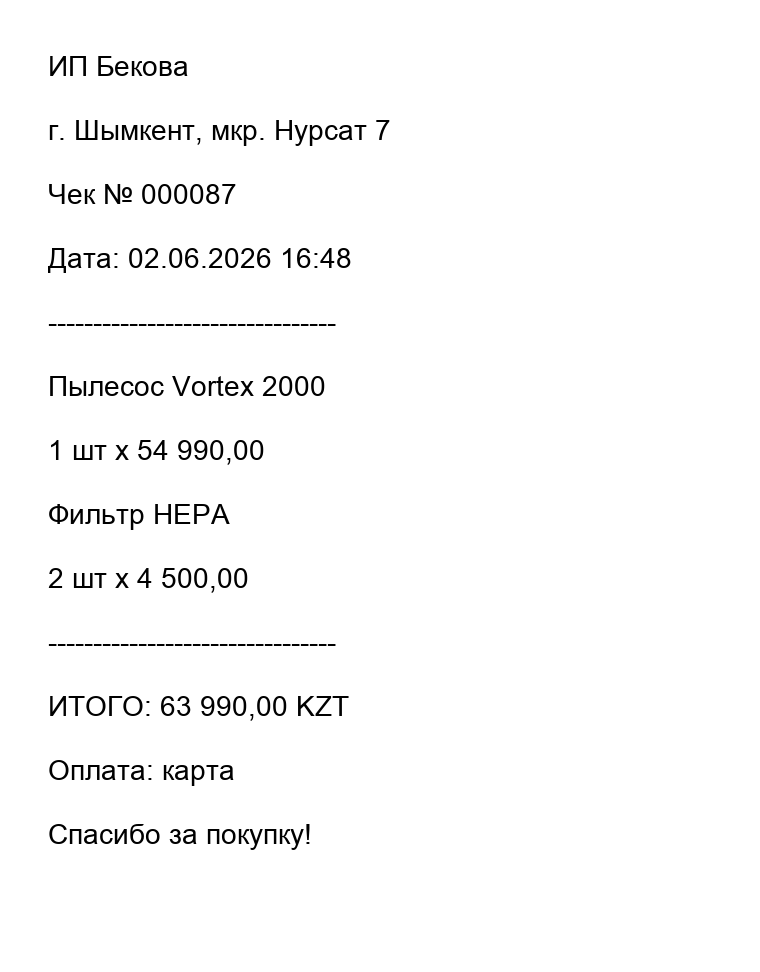 ИП Бекова
г. Шымкент, мкр. Нурсат 7
Чек № 000087
Дата: 02.06.2026 16:48
--------------------------------
Пылесос Vortex 2000
1 шт x 54 990,00
Фильтр HEPA
2 шт x 4 500,00
--------------------------------
ИТОГО: 63 990,00 KZT
Оплата: карта
Спасибо за покупку!